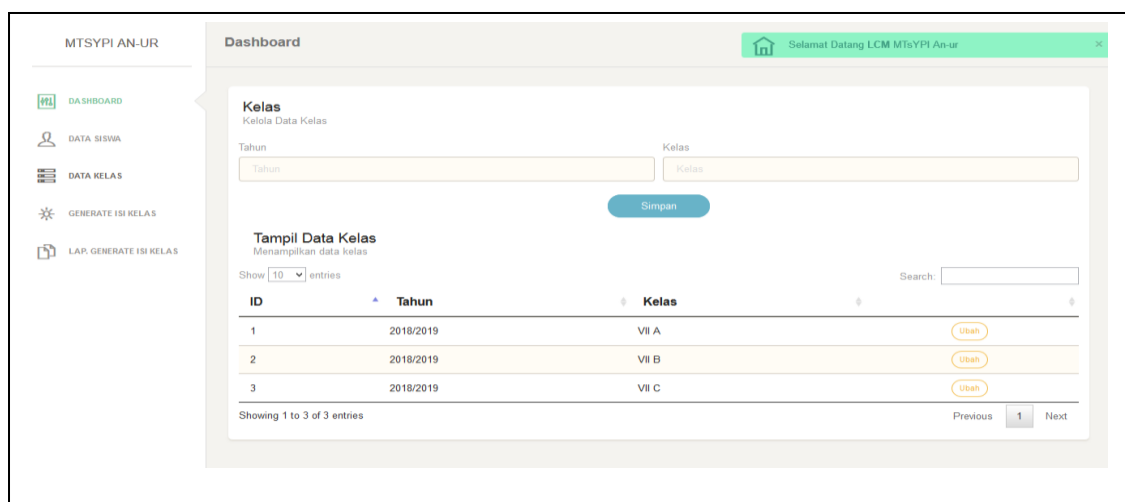 MTSYPI AN-UR
Dashboard
Selamat Datang LCM MTsYPI An-ur ×
DASHBOARD
DATA SISWA
DATA KELAS
GENERATE ISI KELAS
LAP. GENERATE ISI KELAS
Kelas
Kelola Data Kelas
Tahun Kelas
Tahun Kelas
Simpan
Tampil Data Kelas
Menampilkan data kelas
Show 10 entries Search:
ID Tahun Kelas
1 2018/2019 VII A Ubah
2 2018/2019 VII B Ubah
3 2018/2019 VII C Ubah
Showing 1 to 3 of 3 entries Previous 1 Next